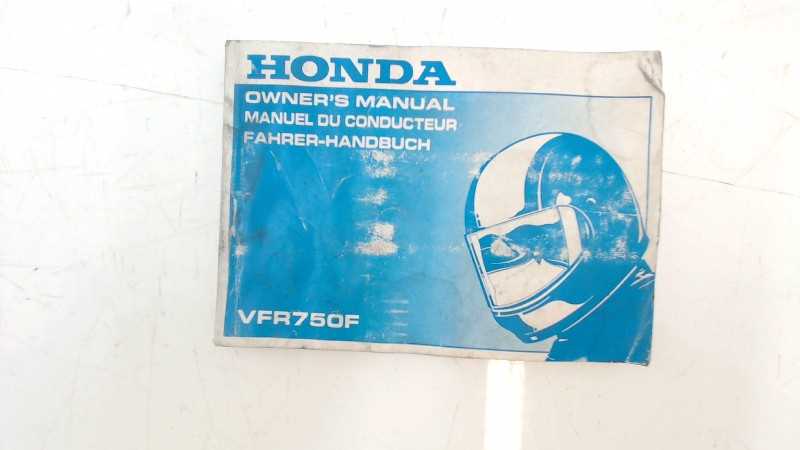 HONDA
OWNER'S MANUAL
MANUEL DU CONDUCTEUR
FAHRER-HANDBUCH
VFR750F